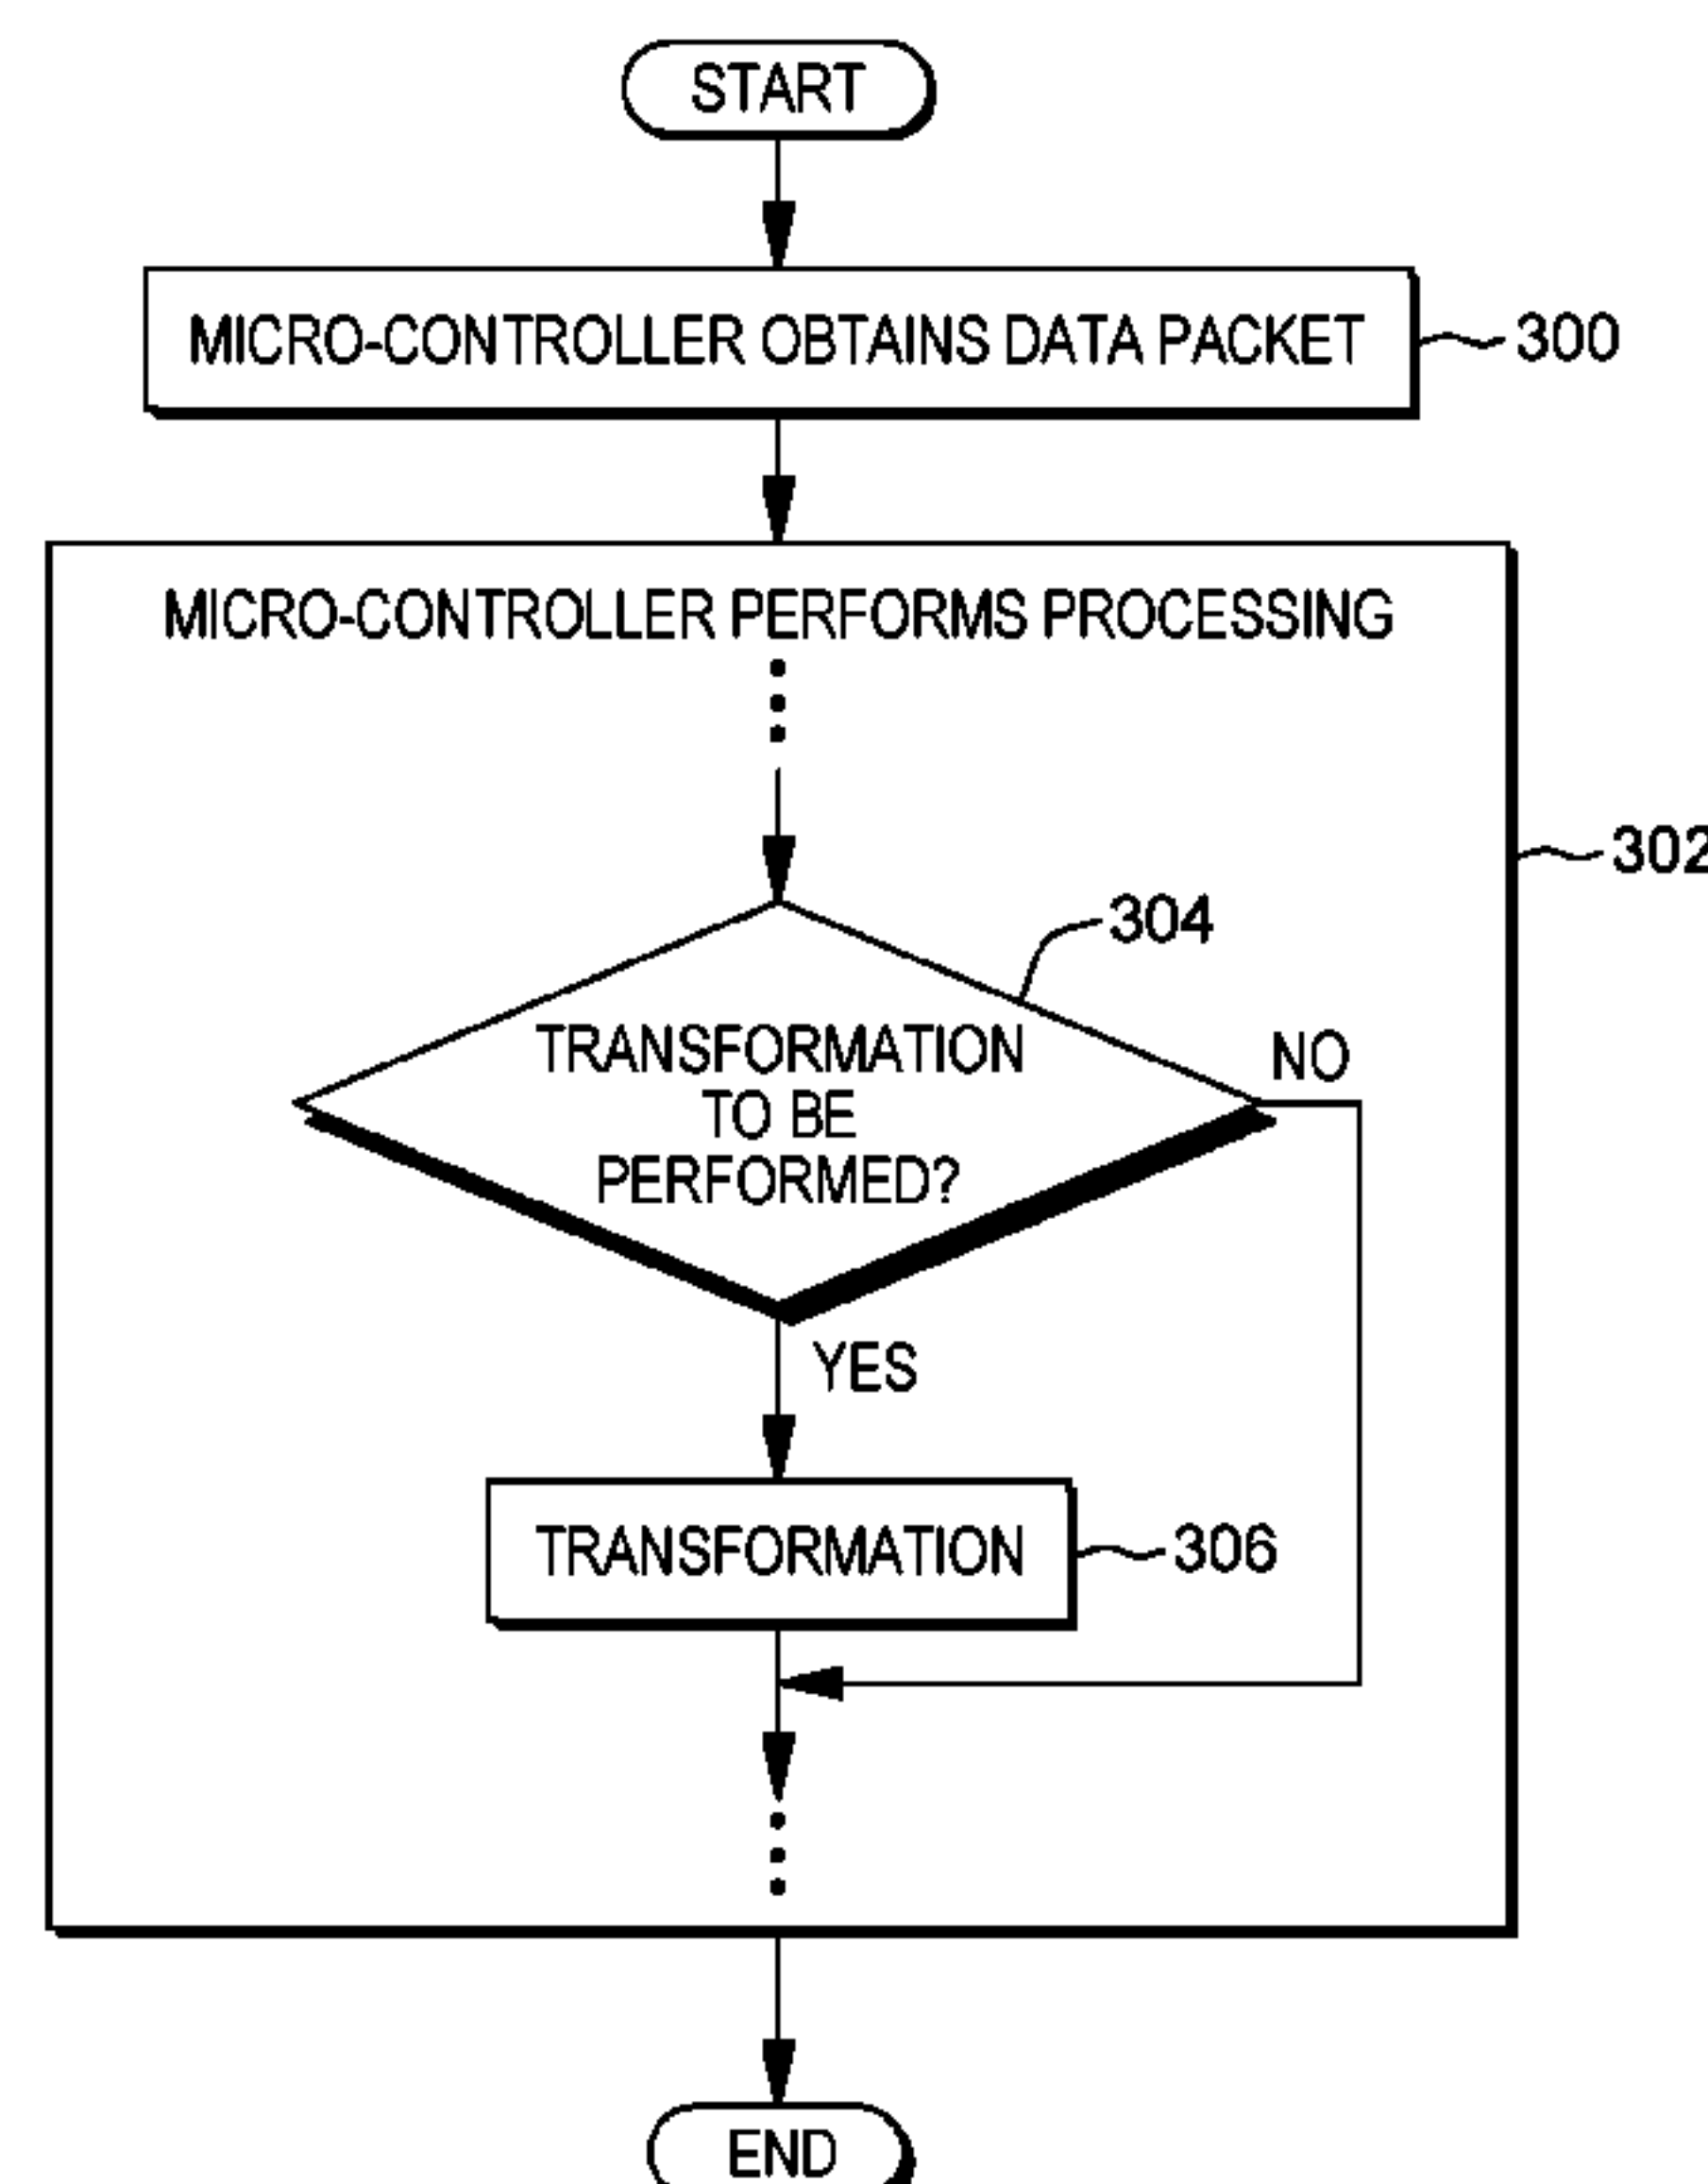 START
MICRO-CONTROLLER OBTAINS DATA PACKET
300
MICRO-CONTROLLER PERFORMS PROCESSING
302
304
TRANSFORMATION
TO BE
PERFORMED?
NO
YES
TRANSFORMATION
306
END